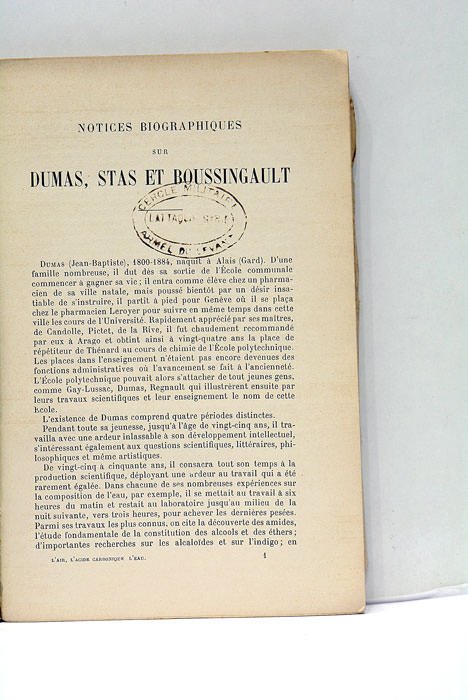 NOTICES BIOGRAPHIQUES
SUR
DUMAS, STAS ET BOUSSINGAULT
CERCLE MILITAIRE
LATTAQUIE
ARMEE DU LEVANT
DUMAS (Jean-Baptiste), 1800-1884, naquit à Alais (Gard). D'une
famille nombreuse, il dut dès sa sortie de l'École communale
commencer à gagner sa vie ; il entra comme élève chez un pharma-
cien de sa ville natale, mais poussé bientôt par un désir insa-
tiable de s'instruire, il partit à pied pour Genève où il se plaça
chez le pharmacien Leroyer pour suivre en même temps dans cette
ville les cours de l'Université. Rapidement apprécié par ses maîtres,
de Candolle, Pictet, de la Rive, il fut chaudement recommandé
par eux à Arago et obtint ainsi à vingt-quatre ans la place de
répétiteur de Thénard au cours de chimie de l'École polytechnique.
Les places dans l'enseignement n'étaient pas encore devenues des
fonctions administratives où l'avancement se fait à l'ancienneté.
L'École polytechnique pouvait alors s'attacher de tout jeunes gens,
comme Gay-Lussac, Dumas, Regnault qui illustrèrent ensuite par
leurs travaux scientifiques et leur enseignement le nom de cette
École.
L'existence de Dumas comprend quatre périodes distinctes.
Pendant toute sa jeunesse, jusqu'à l'âge de vingt-cinq ans, il tra-
vailla avec une ardeur inlassable à son développement intellectuel,
s'intéressant également aux questions scientifiques, littéraires, phi-
losophiques et même artistiques.
De vingt-cinq à cinquante ans, il consacra tout son temps à la
production scientifique, déployant une ardeur au travail qui a été
rarement égalée. Dans chacune de ses nombreuses expériences sur
la composition de l'eau, par exemple, il se mettait au travail à six
heures du matin et restait au laboratoire jusqu'au milieu de la
nuit suivante, vers trois heures, pour achever les dernières pesées.
Parmi ses travaux les plus connus, on cite la découverte des amides,
l'étude fondamentale de la constitution des alcools et des éthers ;
d'importantes recherches sur les alcaloïdes et sur l'indigo ; en
L'AIR, L'ACIDE CARBONIQUE L'EAU. 1